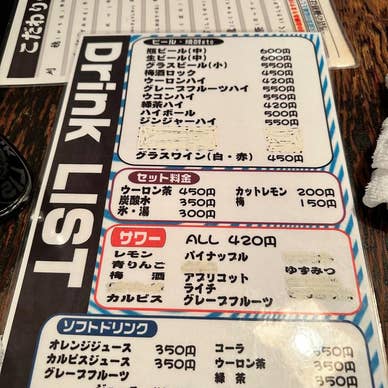 こだわり
Drink LIST
ビール・焼酎etc
瓶ビール(中) 600円
生ビール(中) 600円
グラスビール(小) 450円
梅酒ロック 450円
ウーロンハイ 420円
グレープフルーツハイ 550円
ウコンハイ 550円
緑茶ハイ 420円
ハイボール 500円
ジンジャーハイ 550円
グラスワイン(白・赤) 450円
セット料金
ウーロン茶 450円 カットレモン 200円
炭酸水 350円 梅 150円
氷・湯 300円
サワー ALL 420円
レモン パイナップル
青りんご ゆずみつ
梅酒 アプリコット
ライチ
カルピス グレープフルーツ
ソフトドリンク
オレンジジュース 350円 コーラ 350円
カルピスジュース 350円 ウーロン茶 350円
グレープフルーツ 緑茶 350円
350円